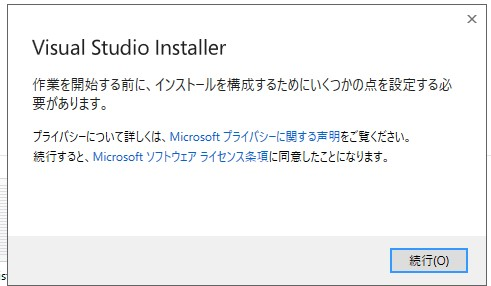 Visual Studio Installer
作業を開始する前に、インストールを構成するためにいくつかの点を設定する必
要があります。
プライバシーについて詳しくは、Microsoft プライバシーに関する声明をご覧ください。
続行すると、Microsoft ソフトウェア ライセンス条項に同意したことになります。
続行(O)